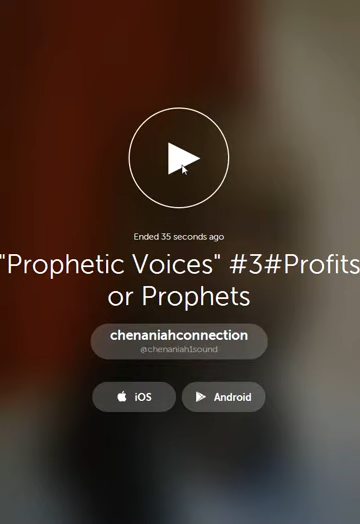 Ended 35 seconds ago
"Prophetic Voices" #3#Profits
or Prophets
chenaniahconnection
@chenaniah1sound
iOS
Android